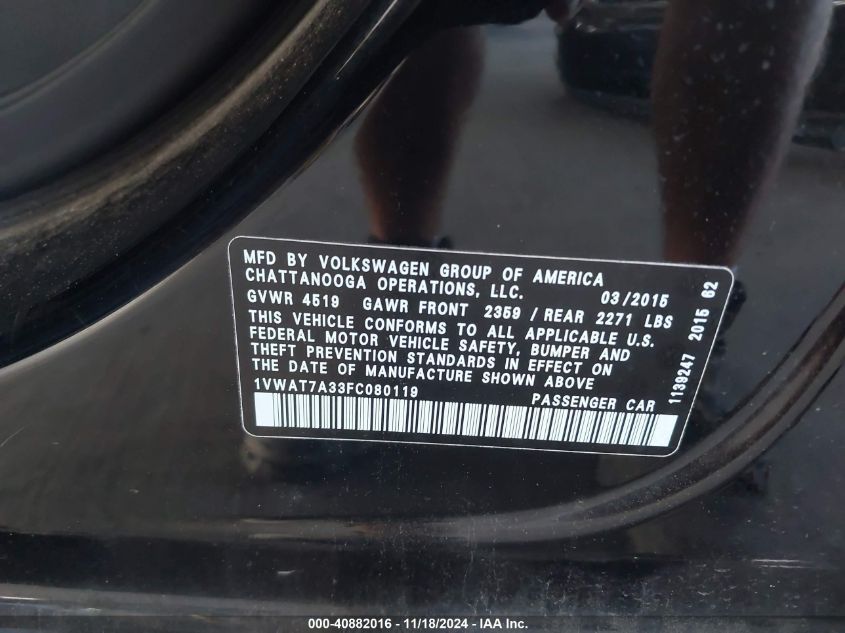 MFD BY VOLKSWAGEN GROUP OF AMERICA
CHATTANOOGA OPERATIONS, LLC. 03/2015
GVWR 4519 GAWR FRONT 2359 / REAR 2271 LBS
THIS VEHICLE CONFORMS TO ALL APPLICABLE U.S.
FEDERAL MOTOR VEHICLE SAFETY, BUMPER AND
THEFT PREVENTION STANDARDS IN EFFECT ON
THE DATE OF MANUFACTURE SHOWN ABOVE
1VWAT7A33FC080119 PASSENGER CAR
1139247 2015 62
000-40882016 - 11/18/2024 - IAA Inc.